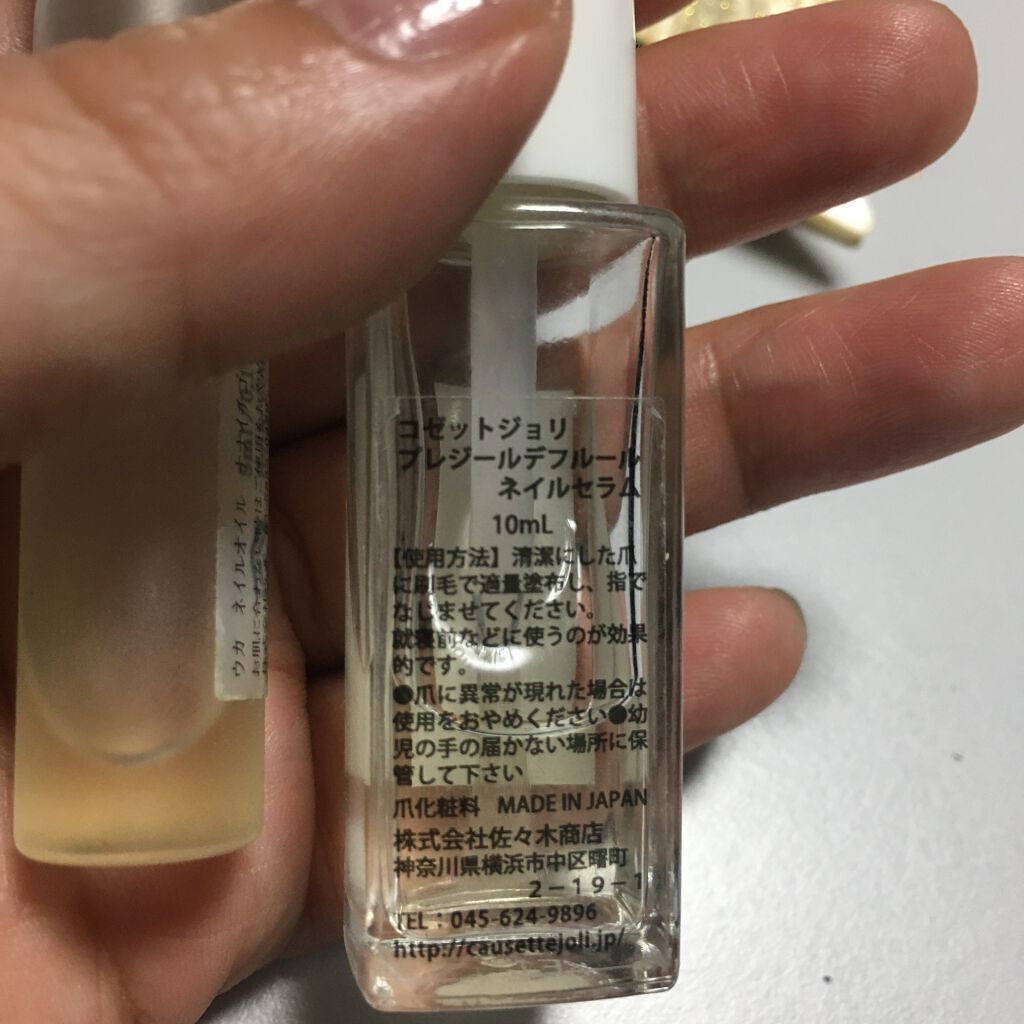 コゼットジョリ
プレジールデフルール
ネイルセラム
10mL
【使用方法】清潔にした爪
に刷毛で適量塗布し、指で
なじませてください。
就寝前などに使うのが効果
的です。
●爪に異常が現れた場合は
使用をおやめください●幼
児の手の届かない場所に保
管して下さい
爪化粧料 MADE IN JAPAN
株式会社佐々木商店
神奈川県横浜市中区曙町
2－19－1
TEL：045-624-9896
http://causettejoli.jp/
ウカ ネイルオイル